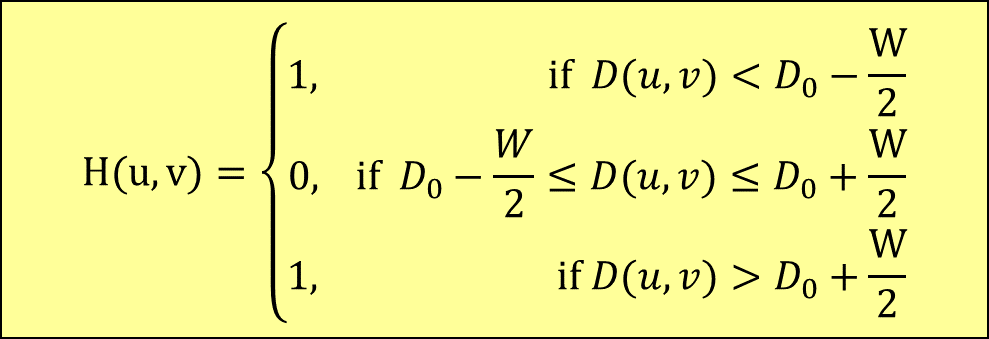 H(u, v) = { 1, if D(u, v) < D₀ − W/2
0, if D₀ − W/2 ≤ D(u, v) ≤ D₀ + W/2
1, if D(u, v) > D₀ + W/2